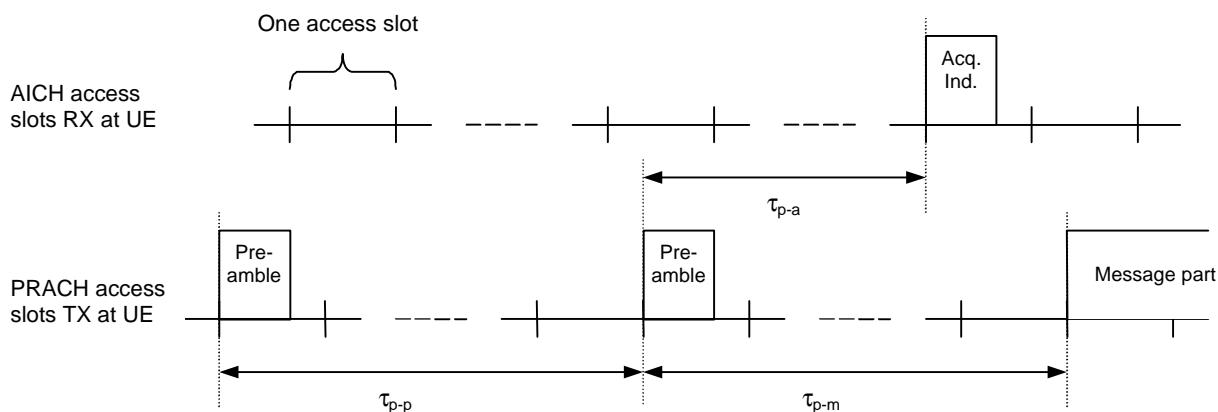 One access slot
AICH access
slots RX at UE
Acq.
Ind.
τp-a
PRACH access
slots TX at UE
Pre-
amble
Pre-
amble
Message part
τp-p
τp-m